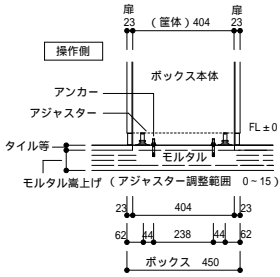 扉 扉
23 (筐体) 404 23
操作側
ボックス本体
アンカー
アジャスター
FL±0
タイル等
モルタル
モルタル嵩上げ (アジャスター調整範囲 0~15)
23 404 23
62 44 238 44 62
ボックス 450